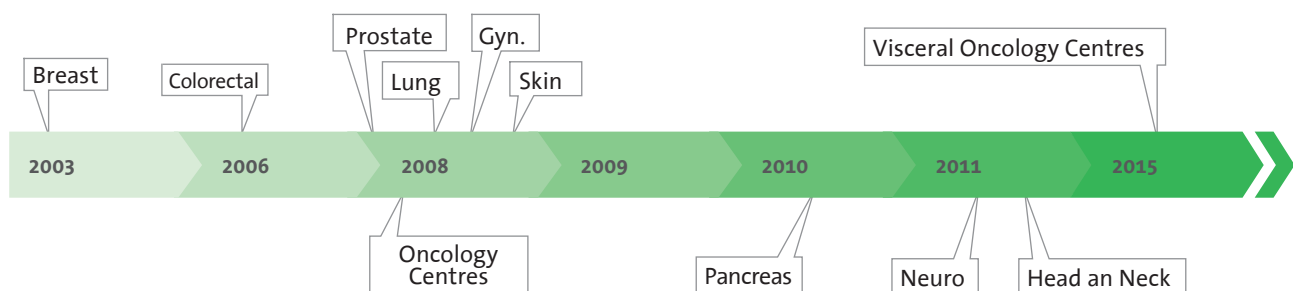 Prostate
Gyn.
Visceral Oncology Centres
Breast
Colorectal
Lung
Skin
2003
2006
2008
2009
2010
2011
2015
Oncology
Centres
Pancreas
Neuro
Head an Neck